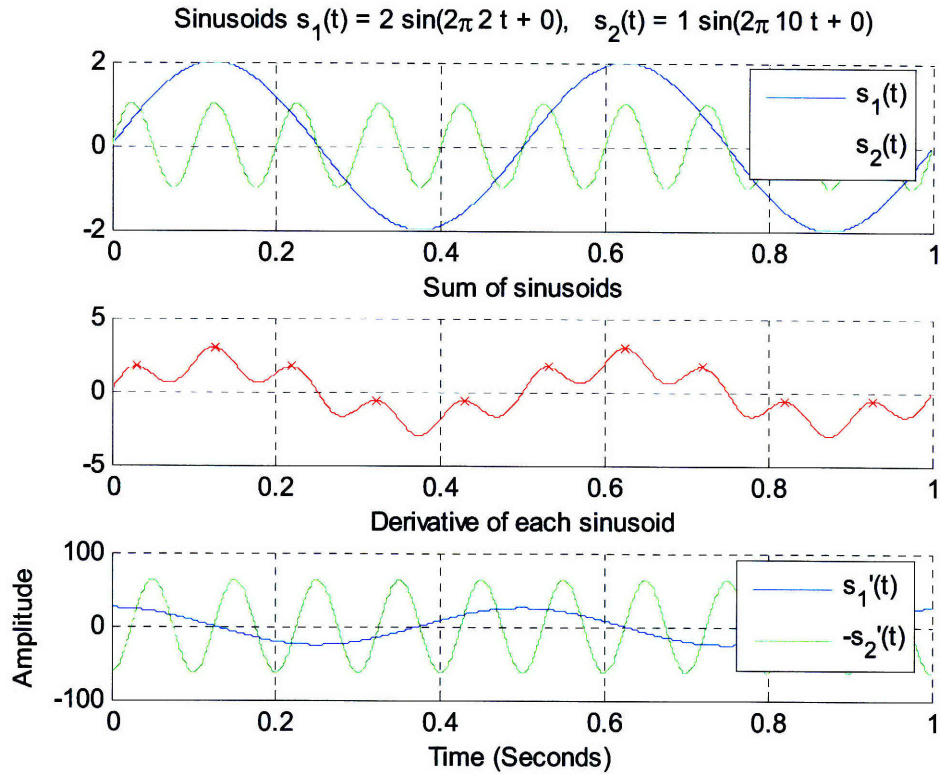 Sinusoids s₁(t) = 2 sin(2π 2 t + 0),   s₂(t) = 1 sin(2π 10 t + 0)
2
0
-2
s₁(t)
s₂(t)
0 0.2 0.4 0.6 0.8 1
Sum of sinusoids
5
0
-5
0 0.2 0.4 0.6 0.8 1
Derivative of each sinusoid
Amplitude
100
0
-100
s₁'(t)
-s₂'(t)
0 0.2 0.4 0.6 0.8 1
Time (Seconds)